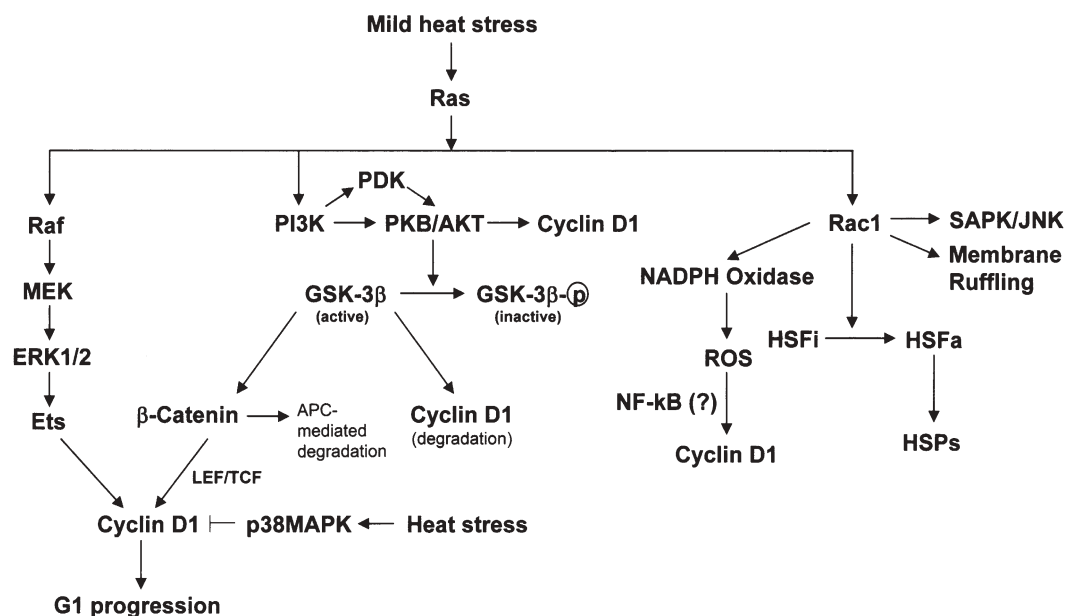 Mild heat stress
Ras
PDK
Raf
PI3K
PKB/AKT
Cyclin D1
Rac1
SAPK/JNK
Membrane
Ruffling
MEK
GSK-3β
(active)
GSK-3β-p
(inactive)
NADPH Oxidase
ERK1/2
ROS
HSFi
HSFa
Ets
β-Catenin
APC-
mediated
degradation
Cyclin D1
(degradation)
NF-kB (?)
Cyclin D1
HSPs
LEF/TCF
Cyclin D1
p38MAPK
Heat stress
G1 progression